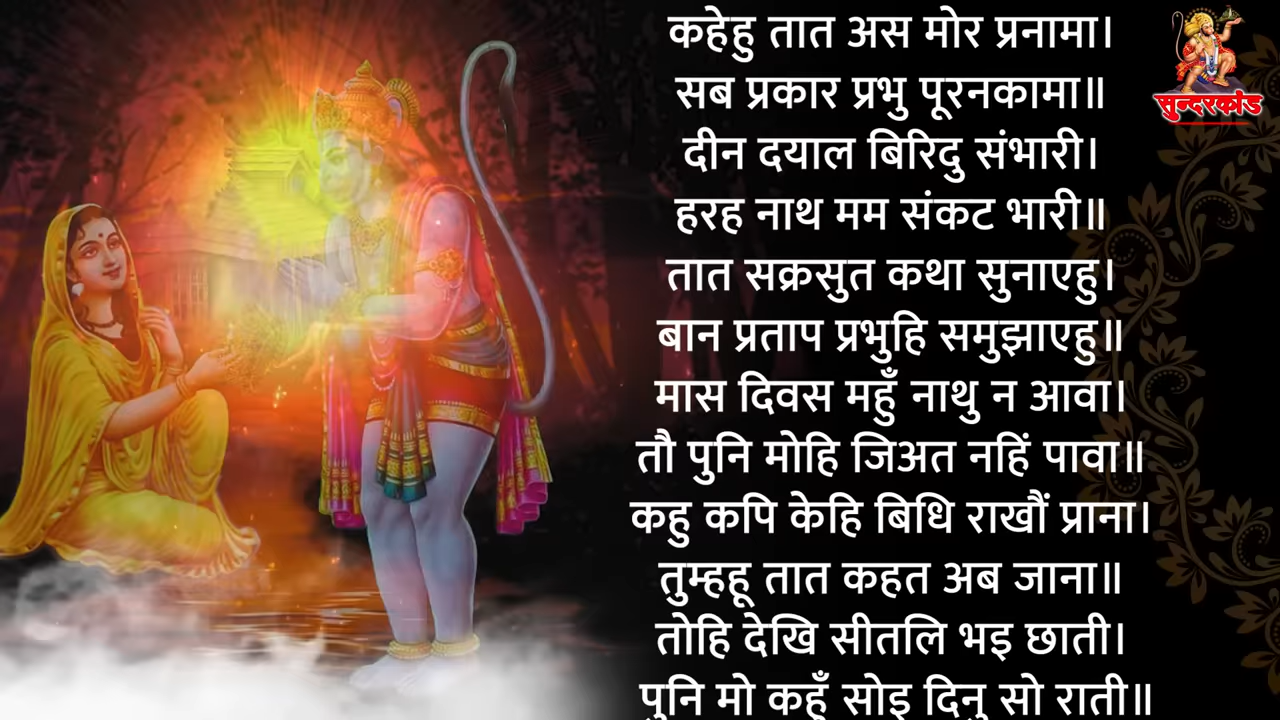 कहेहु तात अस मोर प्रनामा।
सब प्रकार प्रभु पूरनकामा॥
दीन दयाल बिरिदु संभारी।
हरह नाथ मम संकट भारी॥
तात सक्रसुत कथा सुनाएहु।
बान प्रताप प्रभुहि समुझाएहु॥
मास दिवस महुँ नाथु न आवा।
तौ पुनि मोहि जिअत नहिं पावा॥
कहु कपि केहि बिधि राखौं प्राना।
तुम्हहू तात कहत अब जाना॥
तोहि देखि सीतलि भइ छाती।
पुनि मो कहुँ सोइ दिनु सो राती॥
सुन्दरकांड